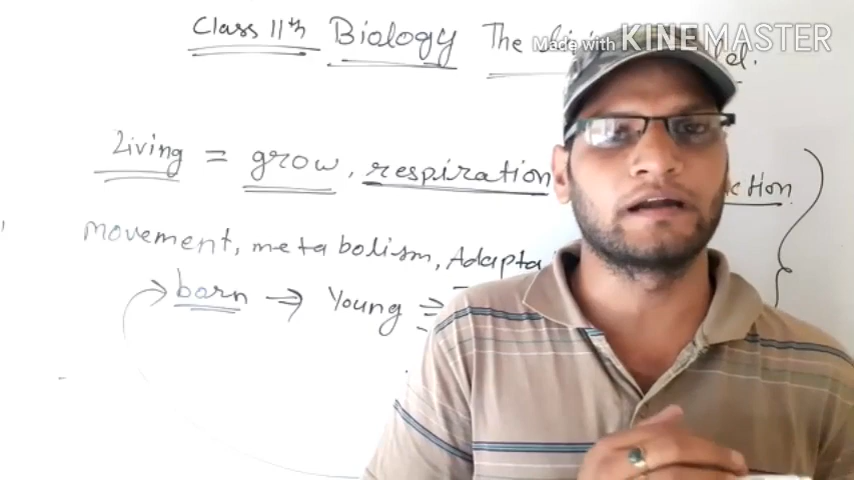 Class 11th Biology The
Made with KINEMASTER
Living = grow, respiration
movement, metabolism, Adapta
born → Young